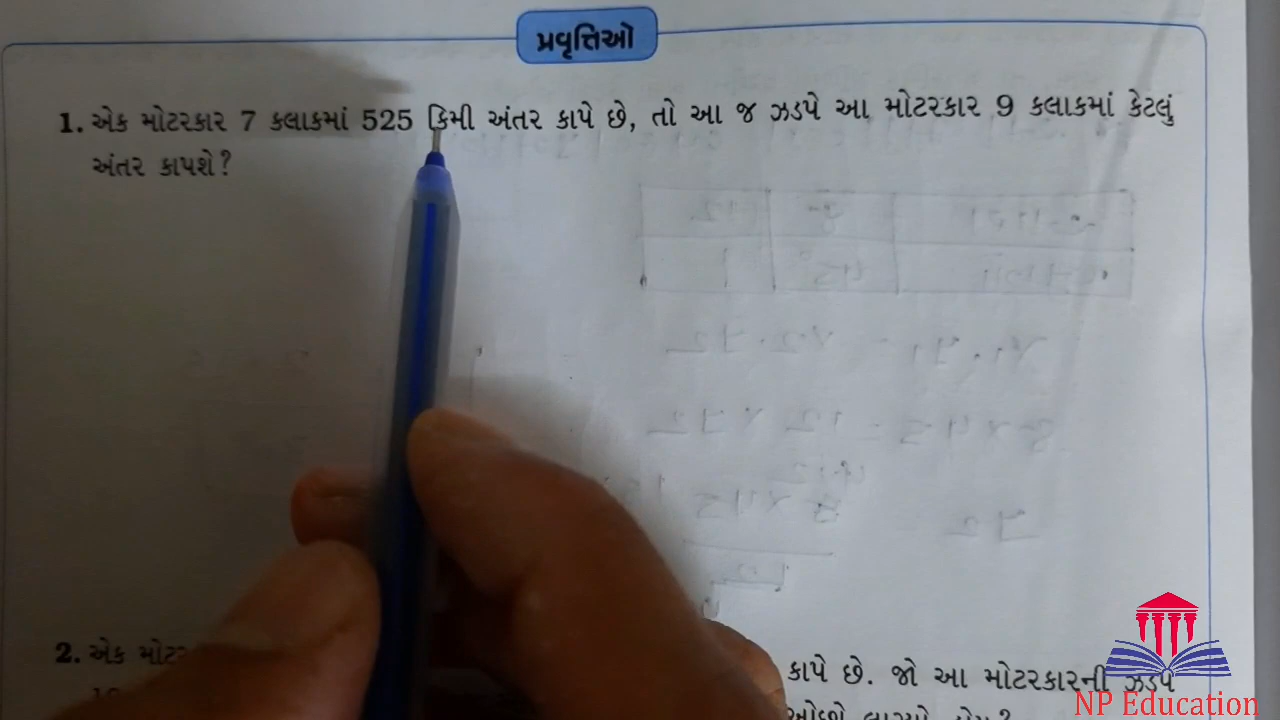 પ્રવૃત્તિઓ
1. એક મોટરકાર 7 કલાકમાં 525 કિમી અંતર કાપે છે, તો આ જ ઝડપે આ મોટરકાર 9 કલાકમાં કેટલું
અંતર કાપશે?
2. એક કાપે છે. જો આ મોટરકારની ઝડપે
NP Education